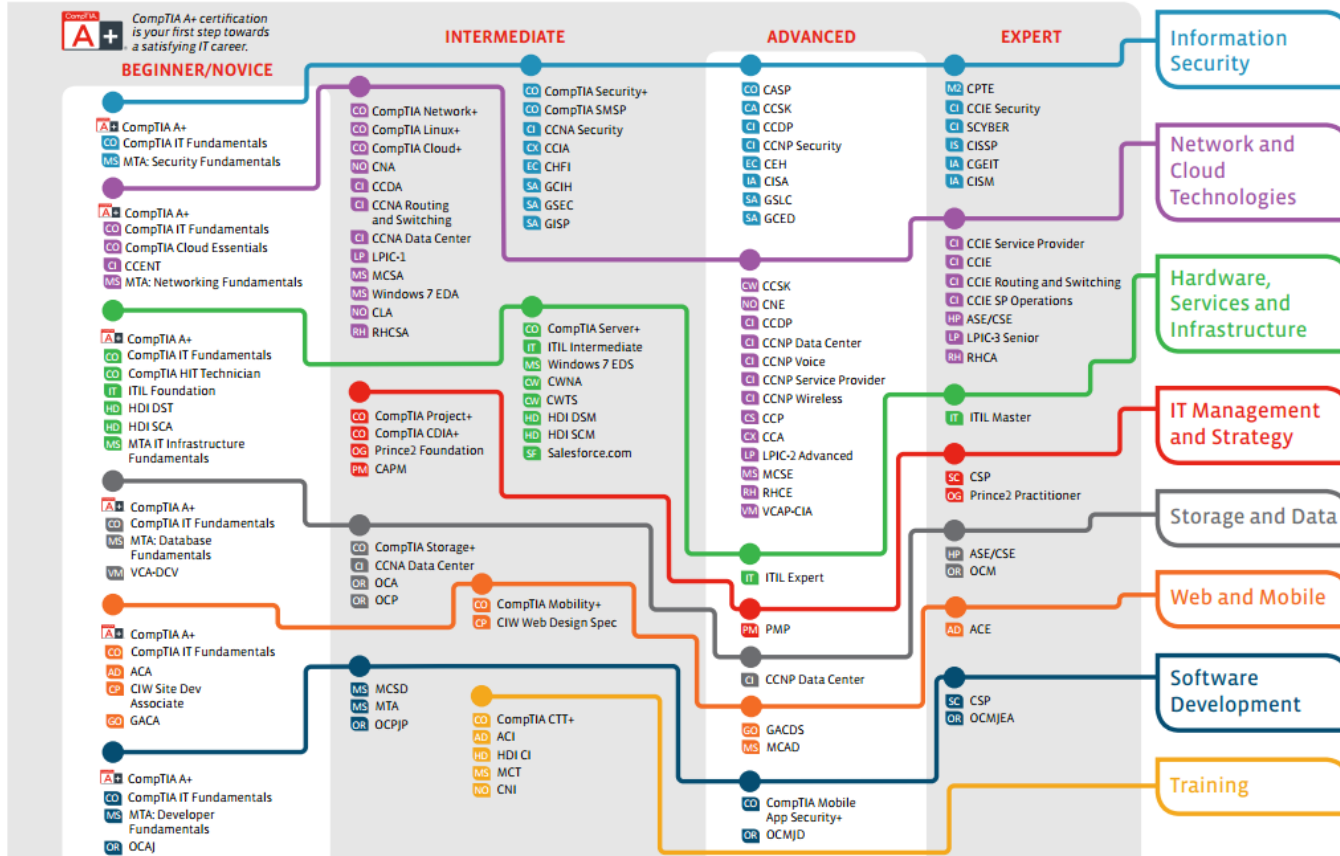 CompTIA
A+
CompTIA A+ certification
is your first step towards
a satisfying IT career.
BEGINNER/NOVICE
INTERMEDIATE
ADVANCED
EXPERT
A+ CompTIA A+
CO CompTIA IT Fundamentals
MS MTA: Security Fundamentals
CO CompTIA Security+
CO CompTIA SMSP
CI CCNA Security
CX CCIA
EC CHFI
SA GCIH
SA GSEC
SA GISP
CO CASP
CA CCSK
CI CCDP
CI CCNP Security
EC CEH
IA CISA
SA GSLC
SA GCED
M2 CPTE
CI CCIE Security
CI SCYBER
IS CISSP
IA CGEIT
IA CISM
Information
Security
A+ CompTIA A+
CO CompTIA IT Fundamentals
CO CompTIA Cloud Essentials
CI CCENT
MS MTA: Networking Fundamentals
CO CompTIA Network+
CO CompTIA Linux+
CO CompTIA Cloud+
NO CNA
CI CCDA
CI CCNA Routing
and Switching
CI CCNA Data Center
LP LPIC-1
MS MCSA
MS Windows 7 EDA
NO CLA
RH RHCSA
CW CCSK
NO CNE
CI CCDP
CI CCNP Data Center
CI CCNP Voice
CI CCNP Service Provider
CI CCNP Wireless
CS CCP
CX CCA
LP LPIC-2 Advanced
MS MCSE
RH RHCE
VM VCAP-CIA
CI CCIE Service Provider
CI CCIE
CI CCIE Routing and Switching
CI CCIE SP Operations
HP ASE/CSE
LP LPIC-3 Senior
RH RHCA
Network and
Cloud
Technologies
A+ CompTIA A+
CO CompTIA IT Fundamentals
CO CompTIA HIT Technician
IT ITIL Foundation
HD HDI DST
HD HDI SCA
MS MTA IT Infrastructure
Fundamentals
CO CompTIA Server+
IT ITIL Intermediate
MS Windows 7 EDS
CW CWNA
CW CWTS
HD HDI DSM
HD HDI SCM
SF Salesforce.com
IT ITIL Expert
IT ITIL Master
Hardware,
Services and
Infrastructure
CO CompTIA Project+
CO CompTIA CDIA+
OG Prince2 Foundation
PM CAPM
PM PMP
SC CSP
OG Prince2 Practitioner
IT Management
and Strategy
A+ CompTIA A+
CO CompTIA IT Fundamentals
MS MTA: Database
Fundamentals
VM VCA-DCV
CO CompTIA Storage+
CI CCNA Data Center
OR OCA
OR OCP
CI CCNP Data Center
HP ASE/CSE
OR OCM
Storage and Data
A+ CompTIA A+
CO CompTIA IT Fundamentals
AD ACA
CP CIW Site Dev
Associate
GO GACA
CO CompTIA Mobility+
CP CIW Web Design Spec
GO GACDS
MS MCAD
AD ACE
Web and Mobile
A+ CompTIA A+
CO CompTIA IT Fundamentals
MS MTA: Developer
Fundamentals
OR OCAJ
MS MCSD
MS MTA
OR OCPJP
CO CompTIA Mobile
App Security+
OR OCMJD
SC CSP
OR OCMJEA
Software
Development
CO CompTIA CTT+
AD ACI
HD HDI CI
MS MCT
NO CNI
Training